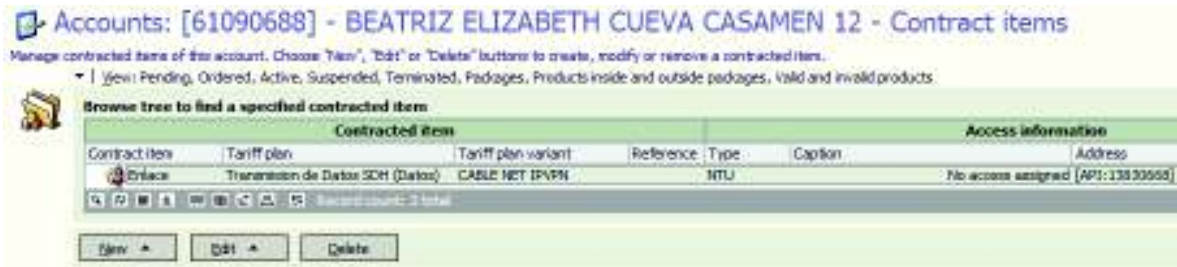 Accounts: [61090688] - BEATRIZ ELIZABETH CUEVA CASAMEN 12 - Contract items
Manage contracted items of this account. Choose "New", "Edit" or "Delete" buttons to create, modify or remove a contracted item.
View: Pending, Ordered, Active, Suspended, Terminated, Packages, Products inside and outside packages, Valid and invalid products
Browse tree to find a specified contracted item
Contracted item Access information
Contract item Tariff plan Tariff plan variant Reference Type Caption Address
Enlace Transmision de Datos SDH (Datos) CABLE NET IPVPN NTU No access assigned [API:13830668]
Record count: total
New Edit Delete